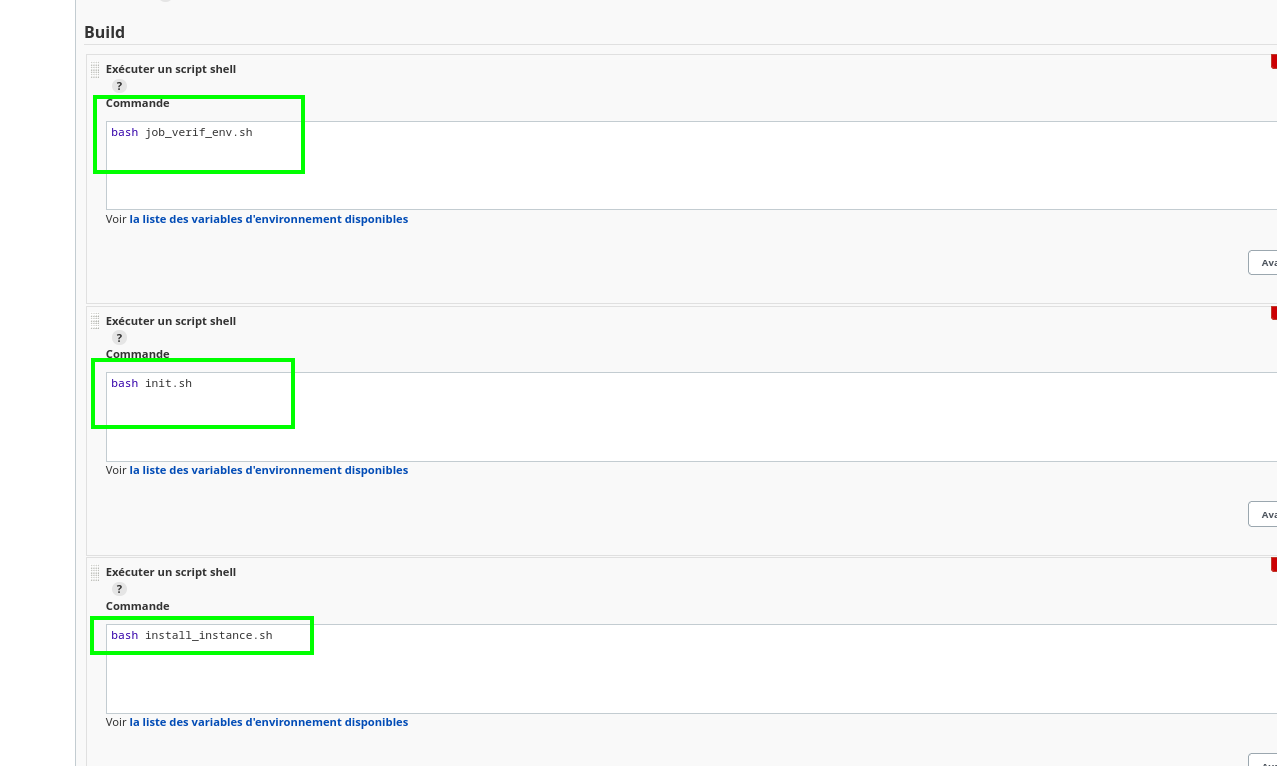 Build
Exécuter un script shell
?
Commande
bash job_verif_env.sh
Voir la liste des variables d'environnement disponibles
Exécuter un script shell
?
Commande
bash init.sh
Voir la liste des variables d'environnement disponibles
Exécuter un script shell
?
Commande
bash install_instance.sh
Voir la liste des variables d'environnement disponibles